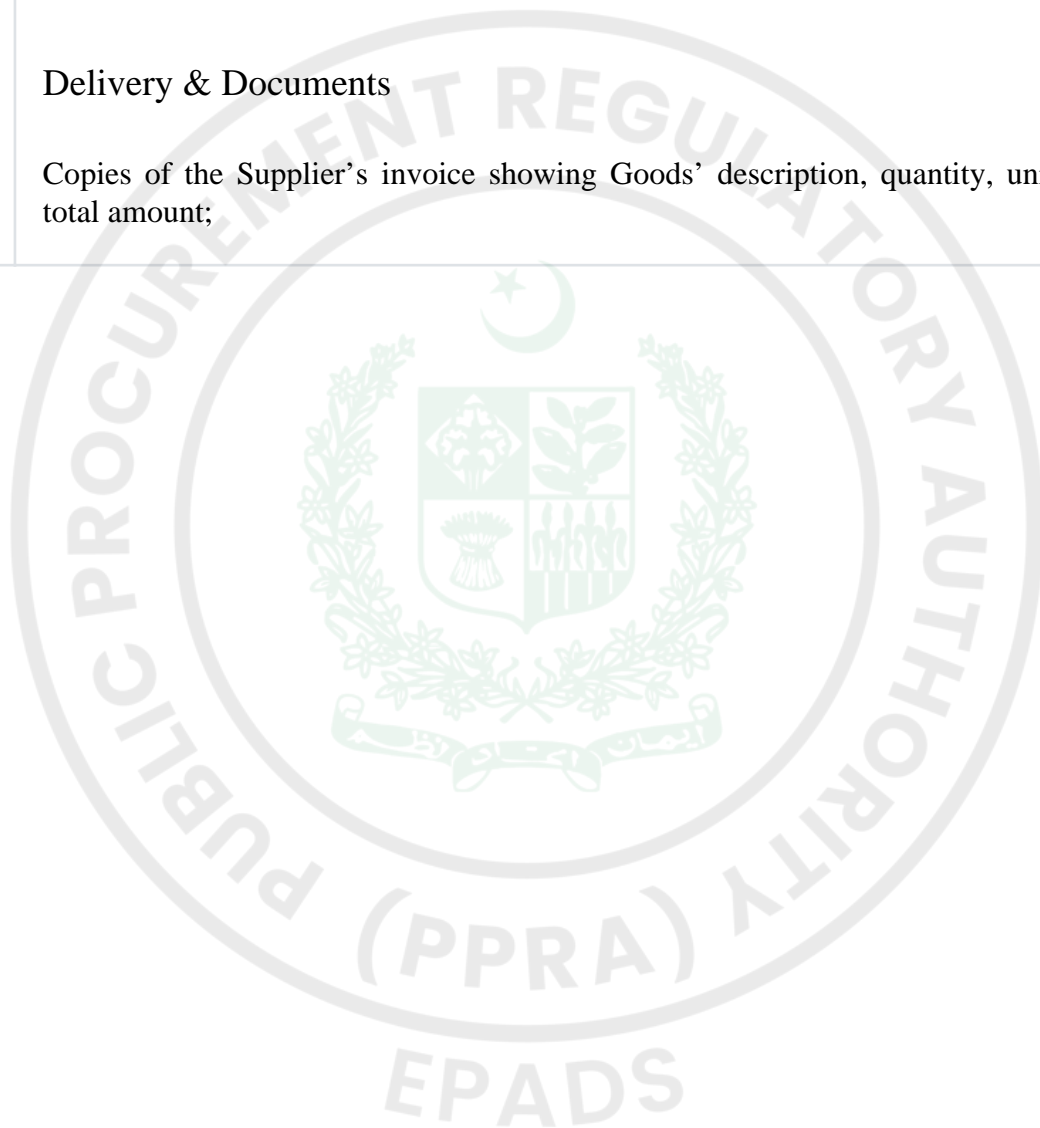 Delivery & Documents
Copies of the Supplier’s invoice showing Goods’ description, quantity,
total amount;
PUBLIC PROCUREMENT REGULATORY AUTHORITY
(PPRA)
EPADS